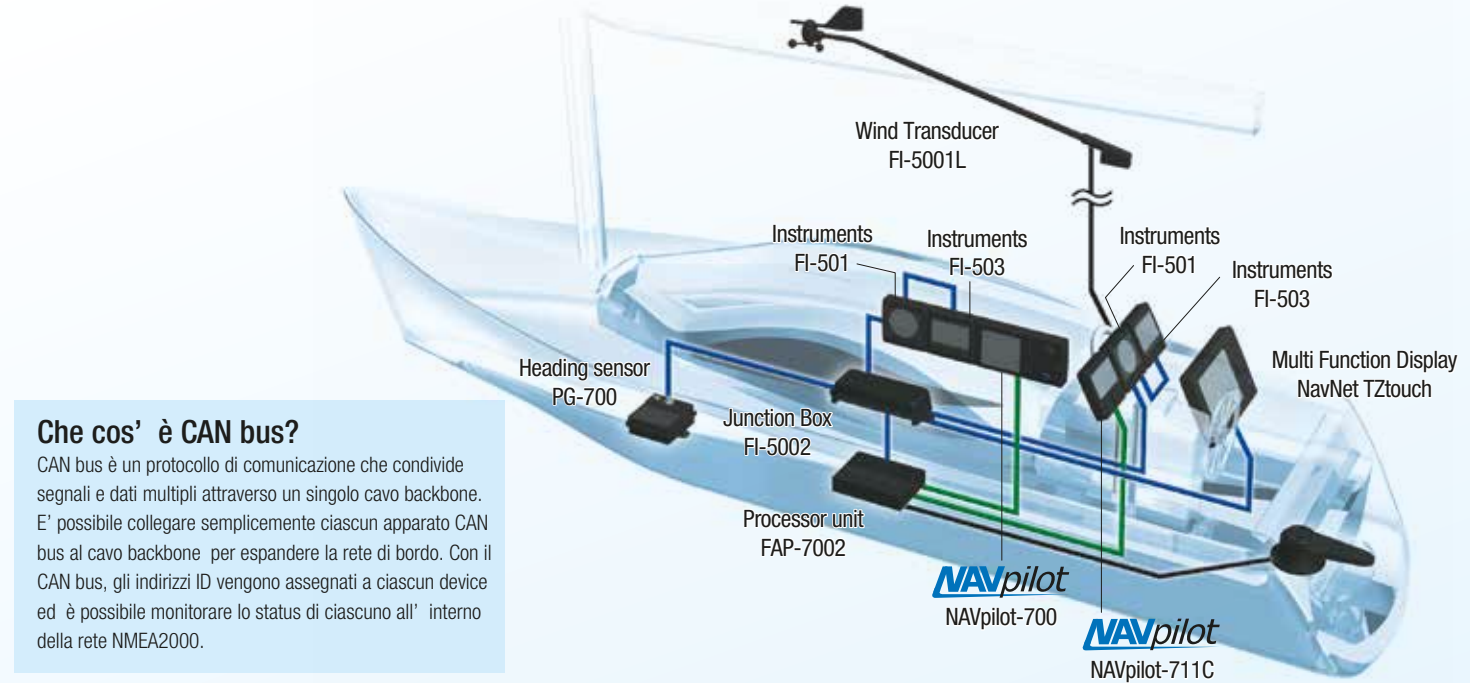 Wind Transducer
FI-5001L
Instruments
FI-501
Instruments
FI-503
Instruments
FI-501
Instruments
FI-503
Multi Function Display
NavNet TZtouch
Heading sensor
PG-700
Junction Box
FI-5002
Processor unit
FAP-7002
NAVpilot
NAVpilot-700
NAVpilot
NAVpilot-711C
Che cos' è CAN bus?
CAN bus è un protocollo di comunicazione che condivide
segnali e dati multipli attraverso un singolo cavo backbone.
E' possibile collegare semplicemente ciascun apparato CAN
bus al cavo backbone per espandere la rete di bordo. Con il
CAN bus, gli indirizzi ID vengono assegnati a ciascun device
ed è possibile monitorare lo status di ciascuno all' interno
della rete NMEA2000.